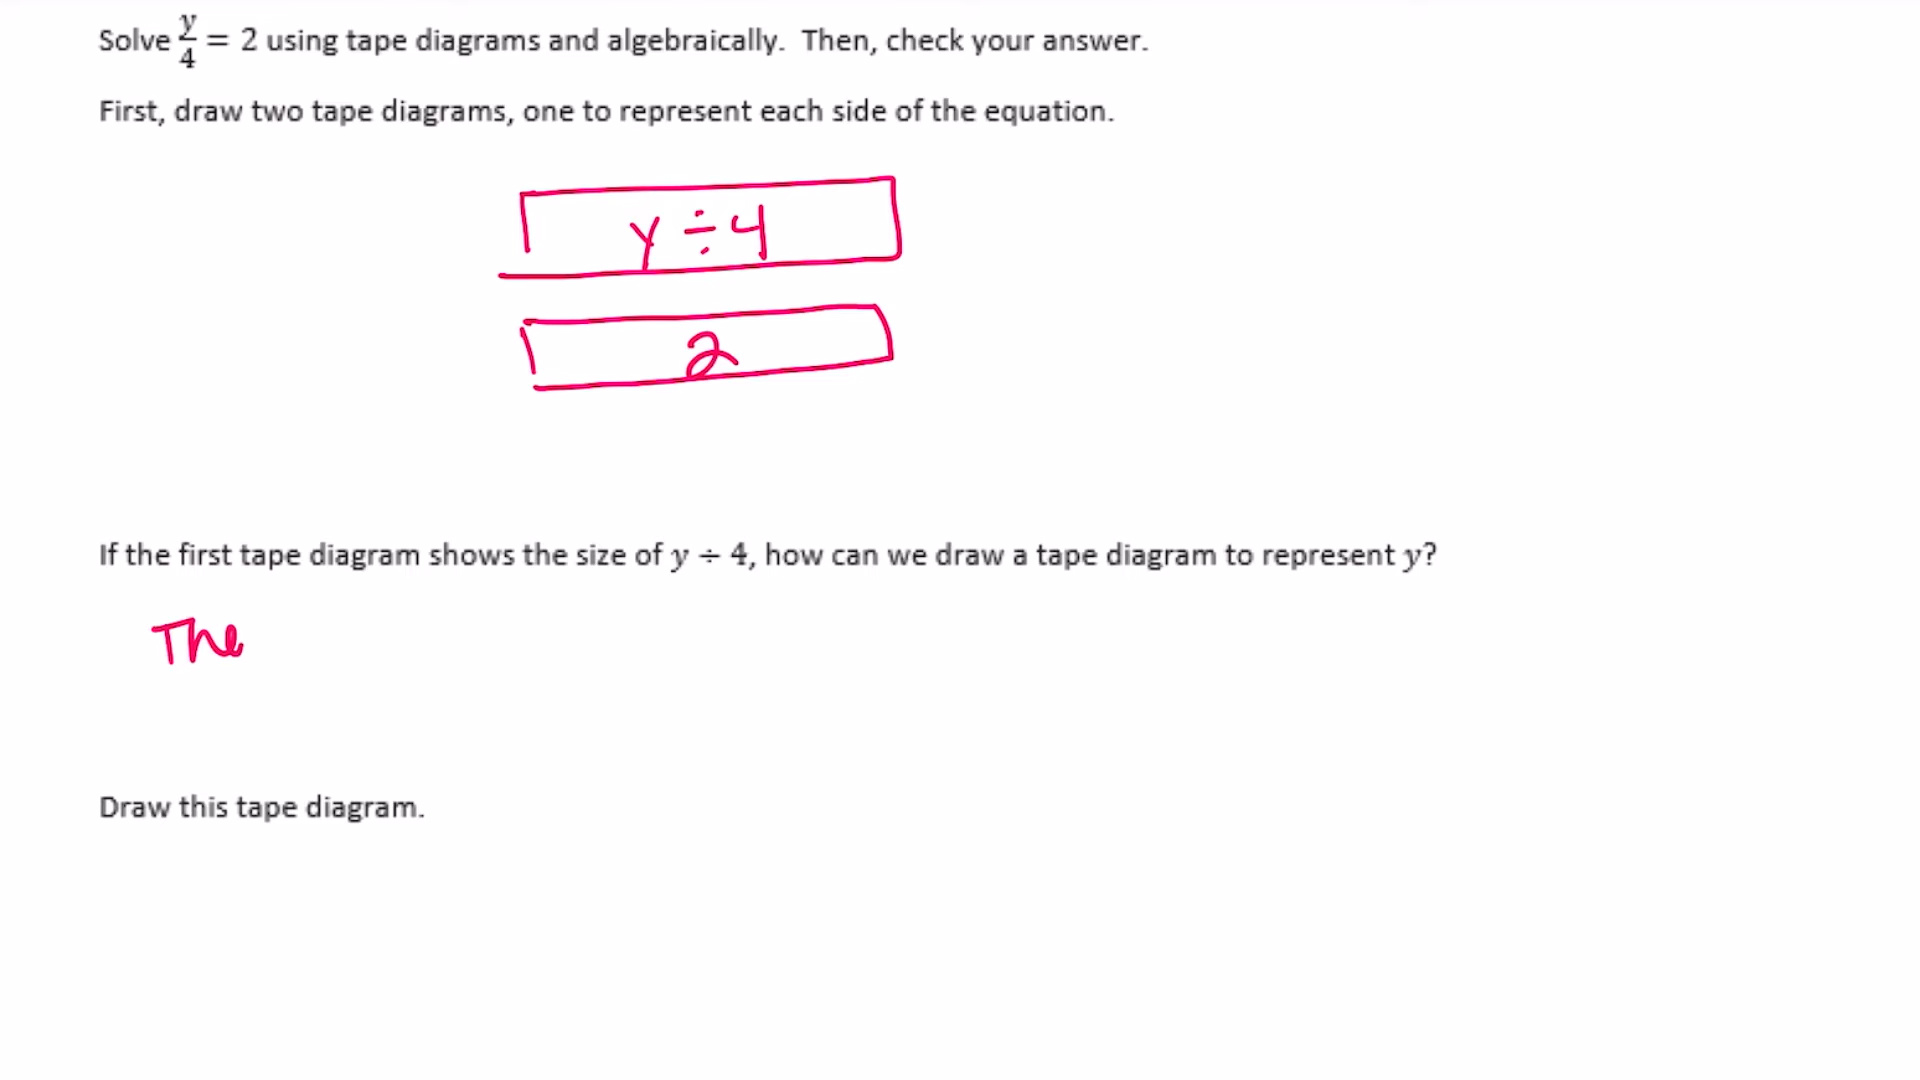 Solve y/4 = 2 using tape diagrams and algebraically. Then, check your answer.
First, draw two tape diagrams, one to represent each side of the equation.
y ÷ 4
2
If the first tape diagram shows the size of y ÷ 4, how can we draw a tape diagram to represent y?
The
Draw this tape diagram.